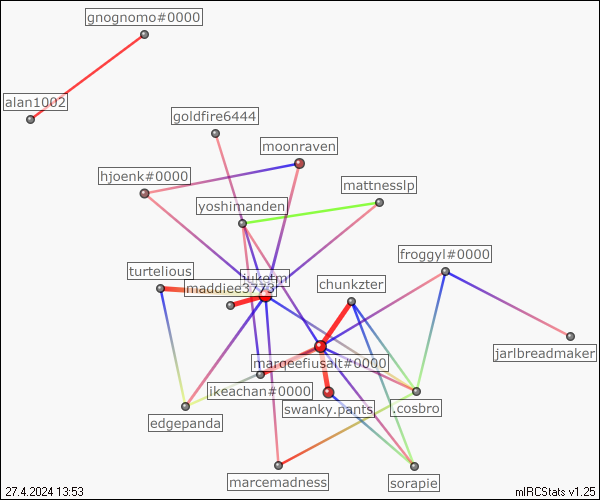 gnognomo#0000
alan1002
goldfire6444
moonraven
hjoenk#0000
mattnesslp
yoshimanden
froggyl#0000
turtelious
maddiee3773
chunkzter
jarlbreadmaker
marqeefiusalt#0000
ikeachan#0000
swanky.pants
.cosbro
edgepanda
marcemadness
sorapie
27.4.2024 13:53
mIRCStats v1.25